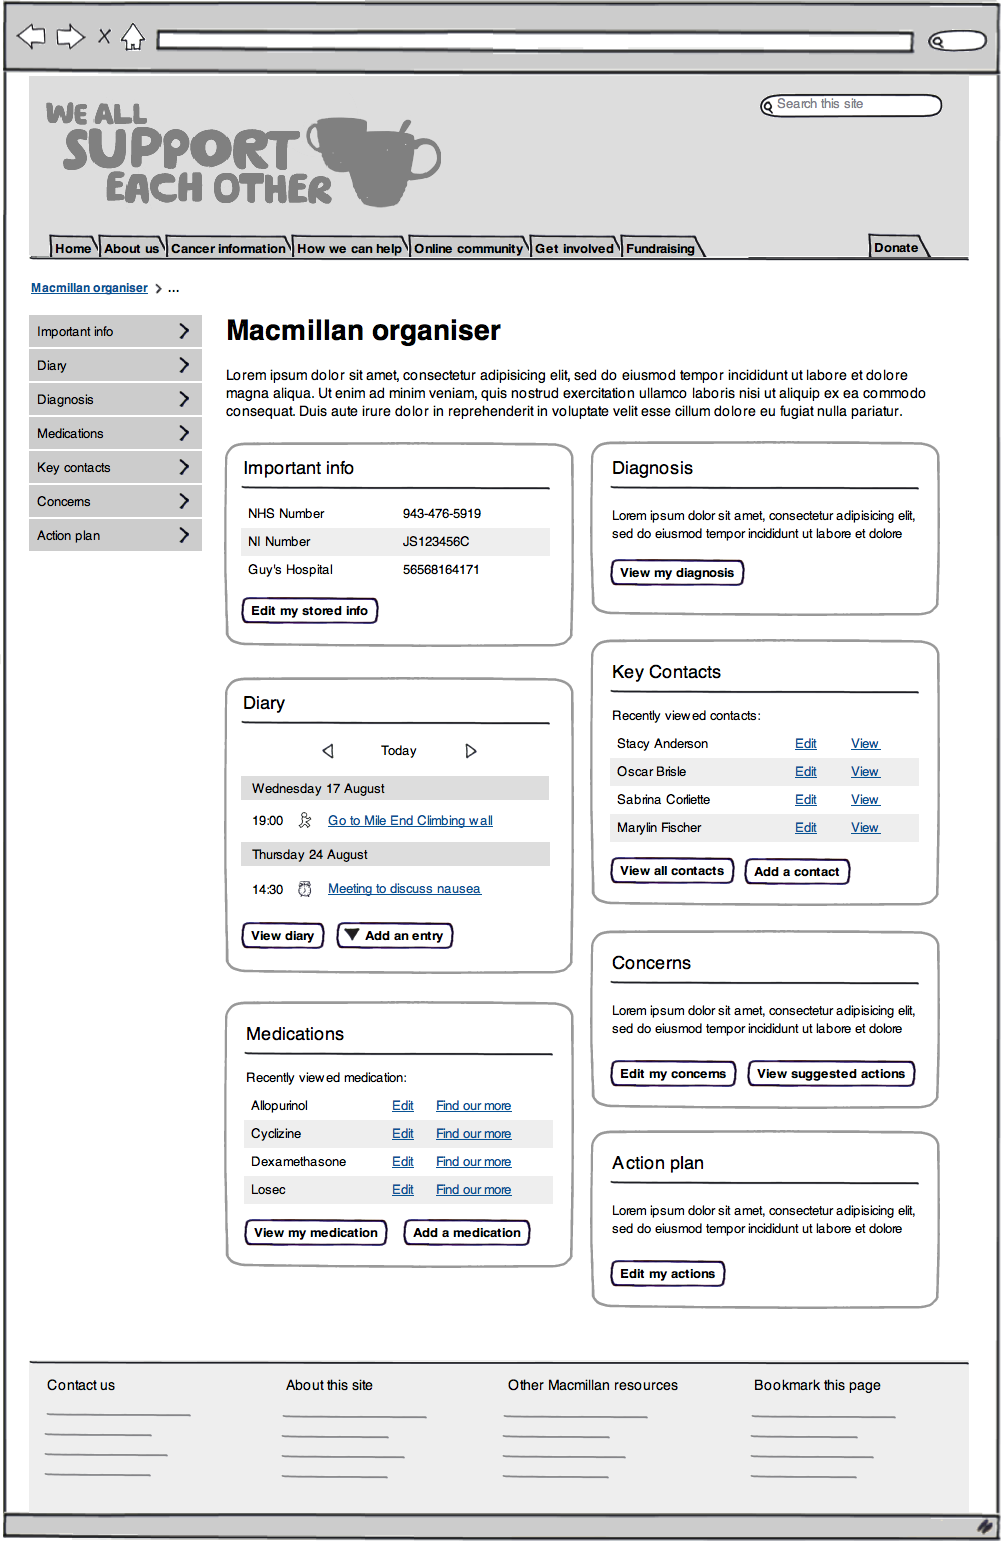 WE ALL
SUPPORT
EACH OTHER
Search this site
Home About us Cancer information How we can help Online community Get involved Fundraising Donate
Macmillan organiser > ...
Important info
Diary
Diagnosis
Medications
Key contacts
Concerns
Action plan
Macmillan organiser
Lorem ipsum dolor sit amet, consectetur adipisicing elit, sed do eiusmod tempor incididunt ut labore et dolore
magna aliqua. Ut enim ad minim veniam, quis nostrud exercitation ullamco laboris nisi ut aliquip ex ea commodo
consequat. Duis aute irure dolor in reprehenderit in voluptate velit esse cillum dolore eu fugiat nulla pariatur.
Important info
NHS Number 943-476-5919
NI Number JS123456C
Guy's Hospital 56568164171
Edit my stored info
Diary
Today
Wednesday 17 August
19:00 Go to Mile End Climbing wall
Thursday 24 August
14:30 Meeting to discuss nausea
View diary Add an entry
Medications
Recently viewed medication:
Allopurinol Edit Find our more
Cyclizine Edit Find our more
Dexamethasone Edit Find our more
Losec Edit Find our more
View my medication Add a medication
Diagnosis
Lorem ipsum dolor sit amet, consectetur adipisicing elit,
sed do eiusmod tempor incididunt ut labore et dolore
View my diagnosis
Key Contacts
Recently viewed contacts:
Stacy Anderson Edit View
Oscar Brisle Edit View
Sabrina Corliette Edit View
Marylin Fischer Edit View
View all contacts Add a contact
Concerns
Lorem ipsum dolor sit amet, consectetur adipisicing elit,
sed do eiusmod tempor incididunt ut labore et dolore
Edit my concerns View suggested actions
Action plan
Lorem ipsum dolor sit amet, consectetur adipisicing elit,
sed do eiusmod tempor incididunt ut labore et dolore
Edit my actions
Contact us About this site Other Macmillan resources Bookmark this page